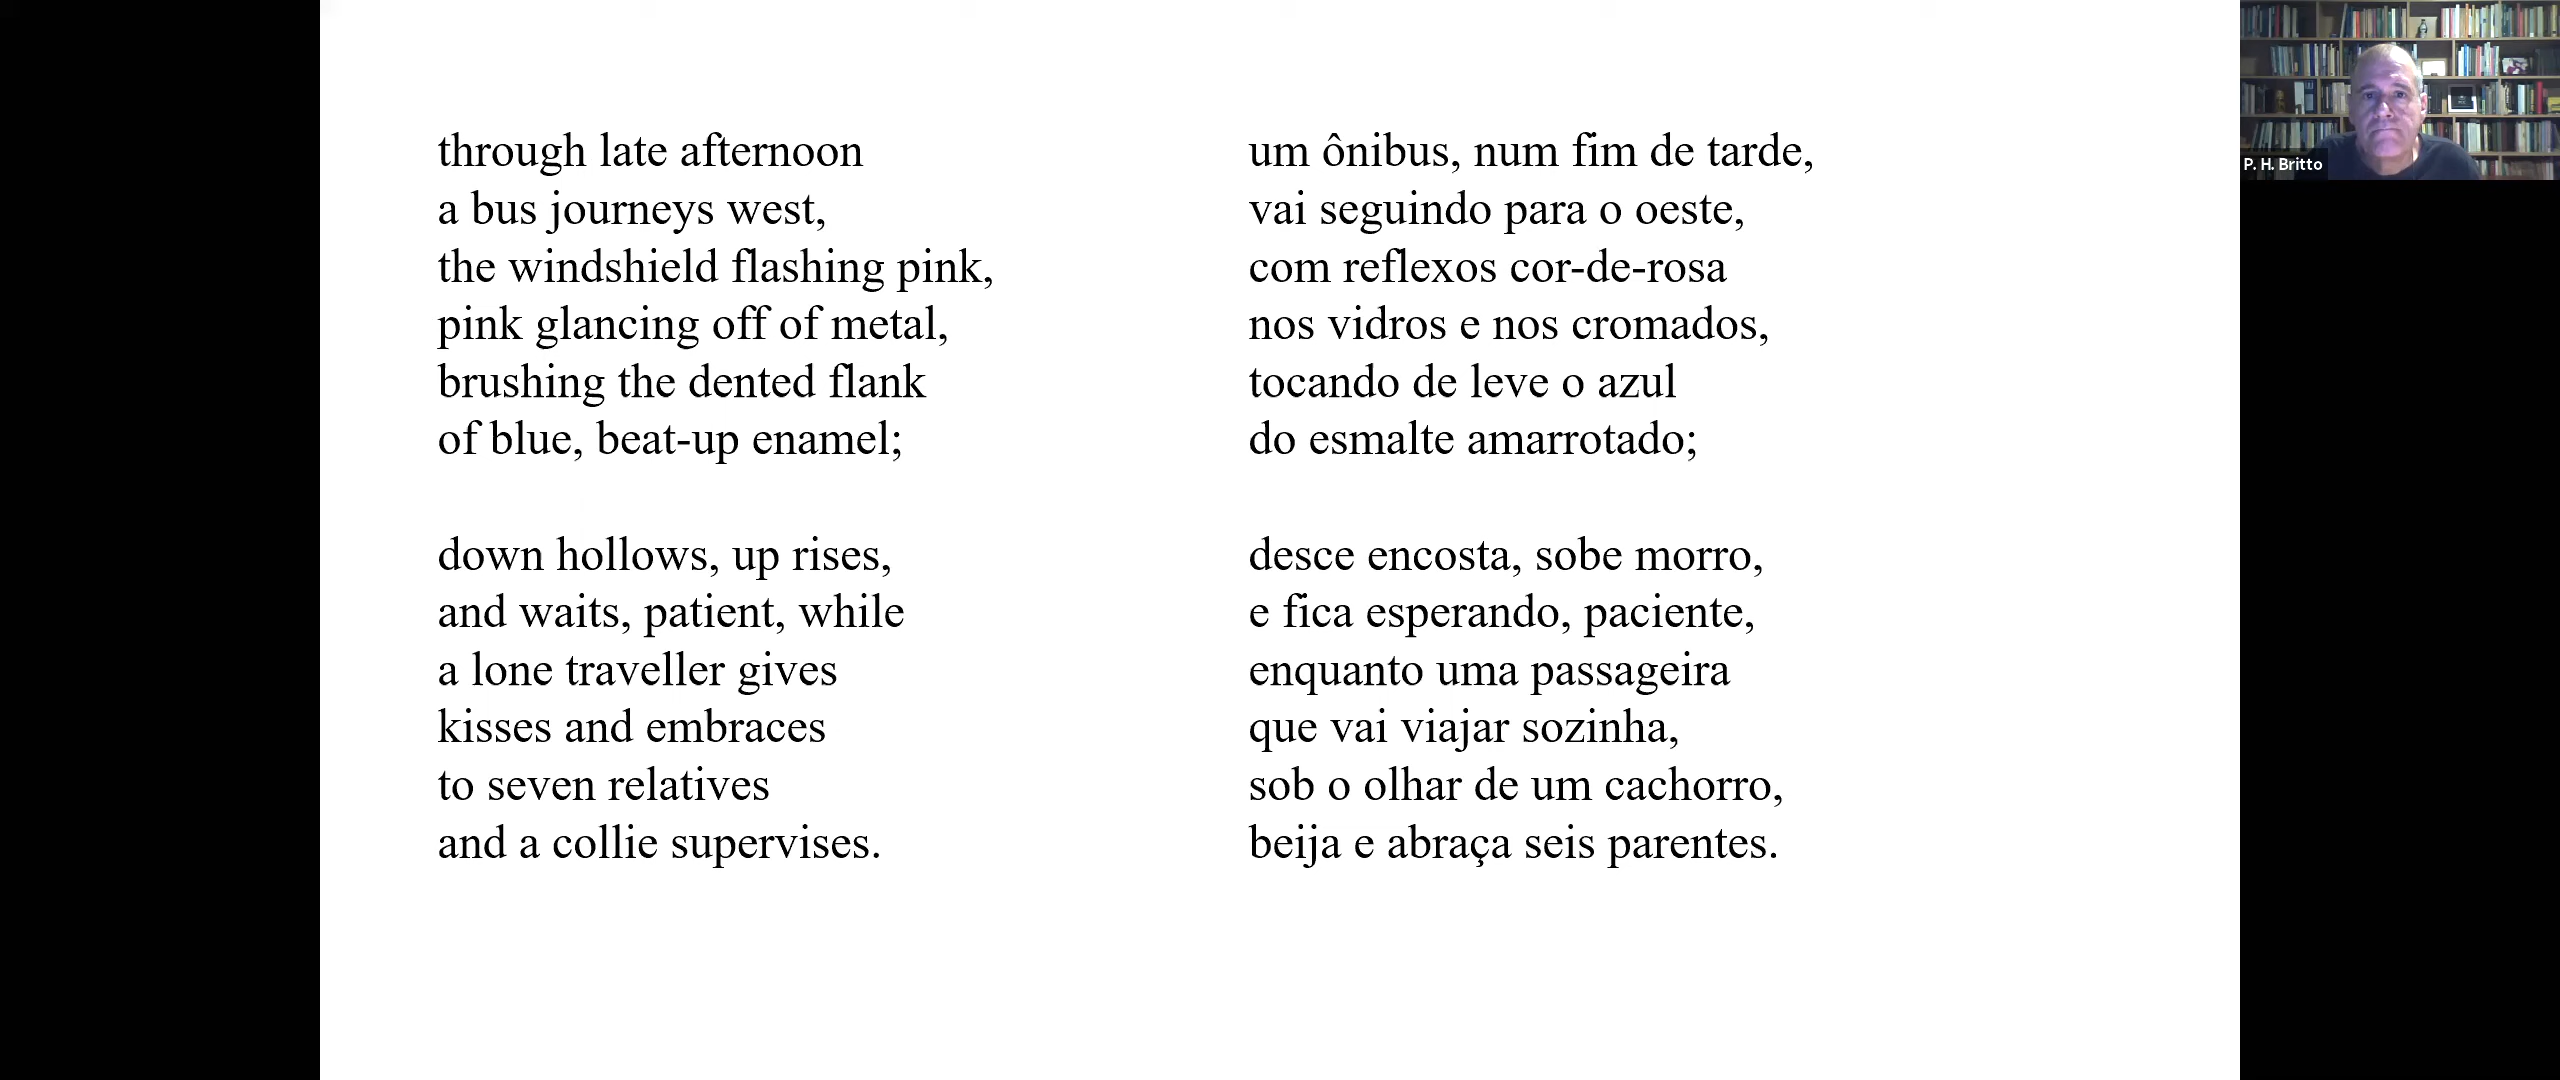 through late afternoon
a bus journeys west,
the windshield flashing pink,
pink glancing off of metal,
brushing the dented flank
of blue, beat-up enamel;
down hollows, up rises,
and waits, patient, while
a lone traveller gives
kisses and embraces
to seven relatives
and a collie supervises.
um ônibus, num fim de tarde,
vai seguindo para o oeste,
com reflexos cor-de-rosa
nos vidros e nos cromados,
tocando de leve o azul
do esmalte amarrotado;
desce encosta, sobe morro,
e fica esperando, paciente,
enquanto uma passageira
que vai viajar sozinha,
sob o olhar de um cachorro,
beija e abraça seis parentes.
P. H. Britto